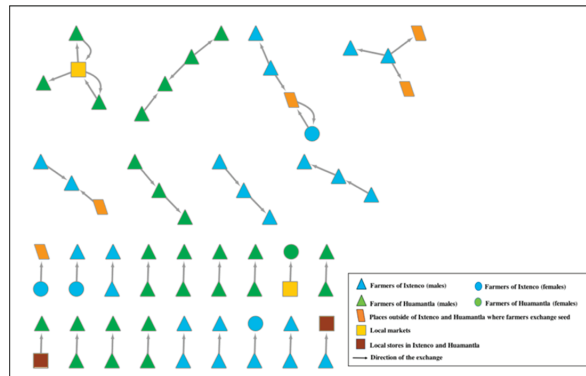 Farmers of Ixtenco (males)
Farmers of Ixtenco (females)
Farmers of Huamantla (males)
Farmers of Huamantla (females)
Places outside of Ixtenco and Huamantla where farmers exchange seed
Local markets
Local stores in Ixtenco and Huamantla
Direction of the exchange